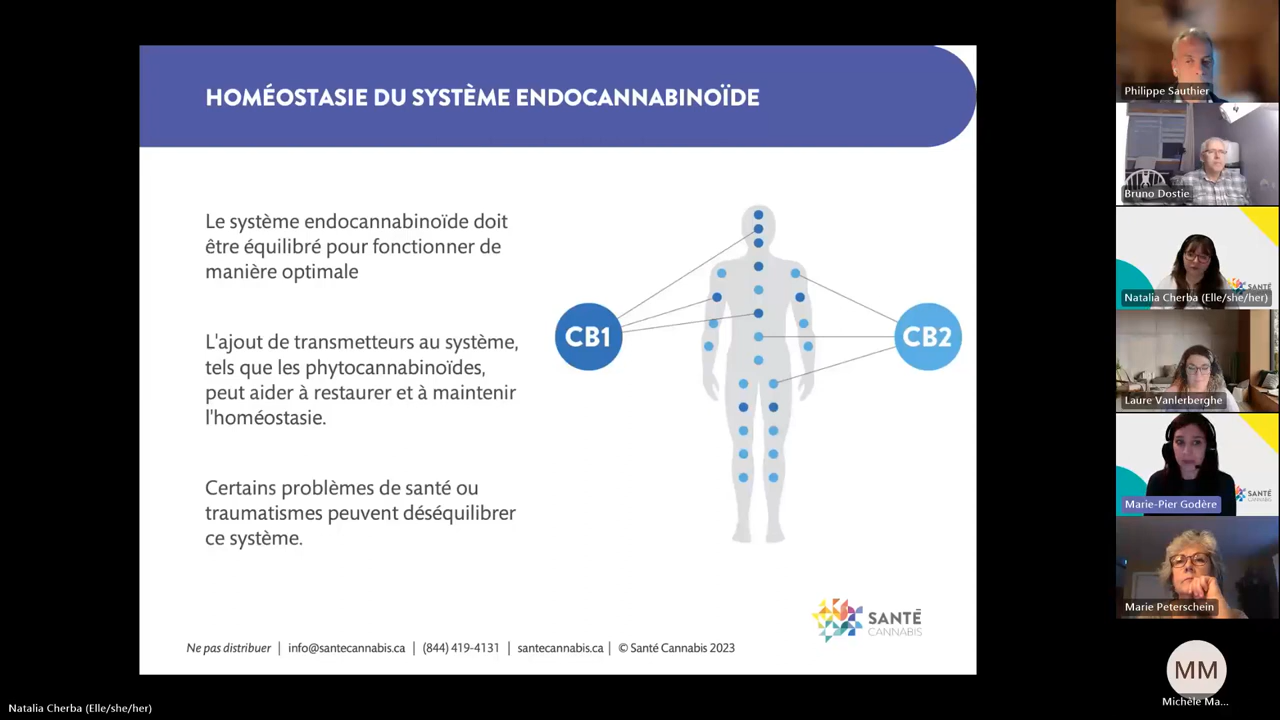 HOMÉOSTASIE DU SYSTÈME ENDOCANNABINOÏDE
Le système endocannabinoïde doit
être équilibré pour fonctionner de
manière optimale
L'ajout de transmetteurs au système,
tels que les phytocannabinoïdes,
peut aider à restaurer et à maintenir
l'homéostasie.
Certains problèmes de santé ou
traumatismes peuvent déséquilibrer
ce système.
CB1
CB2
SANTÉ
CANNABIS
Ne pas distribuer | info@santecannabis.ca | (844) 419-4131 | santecannabis.ca | © Santé Cannabis 2023
Philippe Sauthier
Bruno Dostie
SANTÉ
Natalia Cherba (Elle/she/her)
Laure Vanlerberghe
SANTÉ
CANNABIS
Marie-Pier Godère
Marie Peterschein
MM
Michèle Ma...
Natalia Cherba (Elle/she/her)